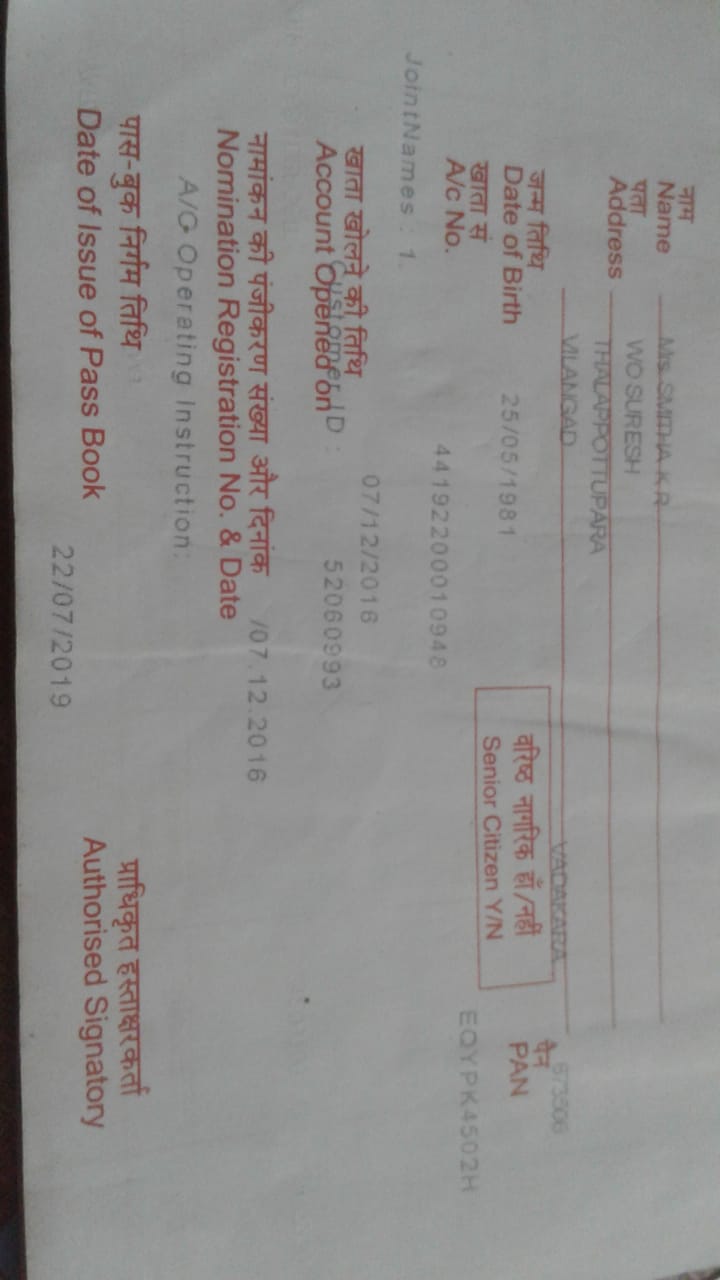 नाम
Name Mrs. SMITHA.K.R
पता WO SURESH
Address THALAPPOTTUPARA
VILANGAD VADAKARA 673506
जन्म तिथि
Date of Birth 25/05/1981
वरिष्ठ नागरिक हाँ/नहीं
Senior Citizen Y/N
पैन
PAN
EQYPK4502H
खाता सं
A/c No. 44192200010948
JointNames : 1.
खाता खोलने की तिथि 07/12/2016
Account Opened on
Customer ID : 52060993
नामांकन की पंजीकरण संख्या और दिनांक /07.12.2016
Nomination Registration No. & Date
A/C Operating Instruction:
पास-बुक निर्गम तिथि
Date of Issue of Pass Book 22/07/2019
प्राधिकृत हस्ताक्षरकर्ता
Authorised Signatory